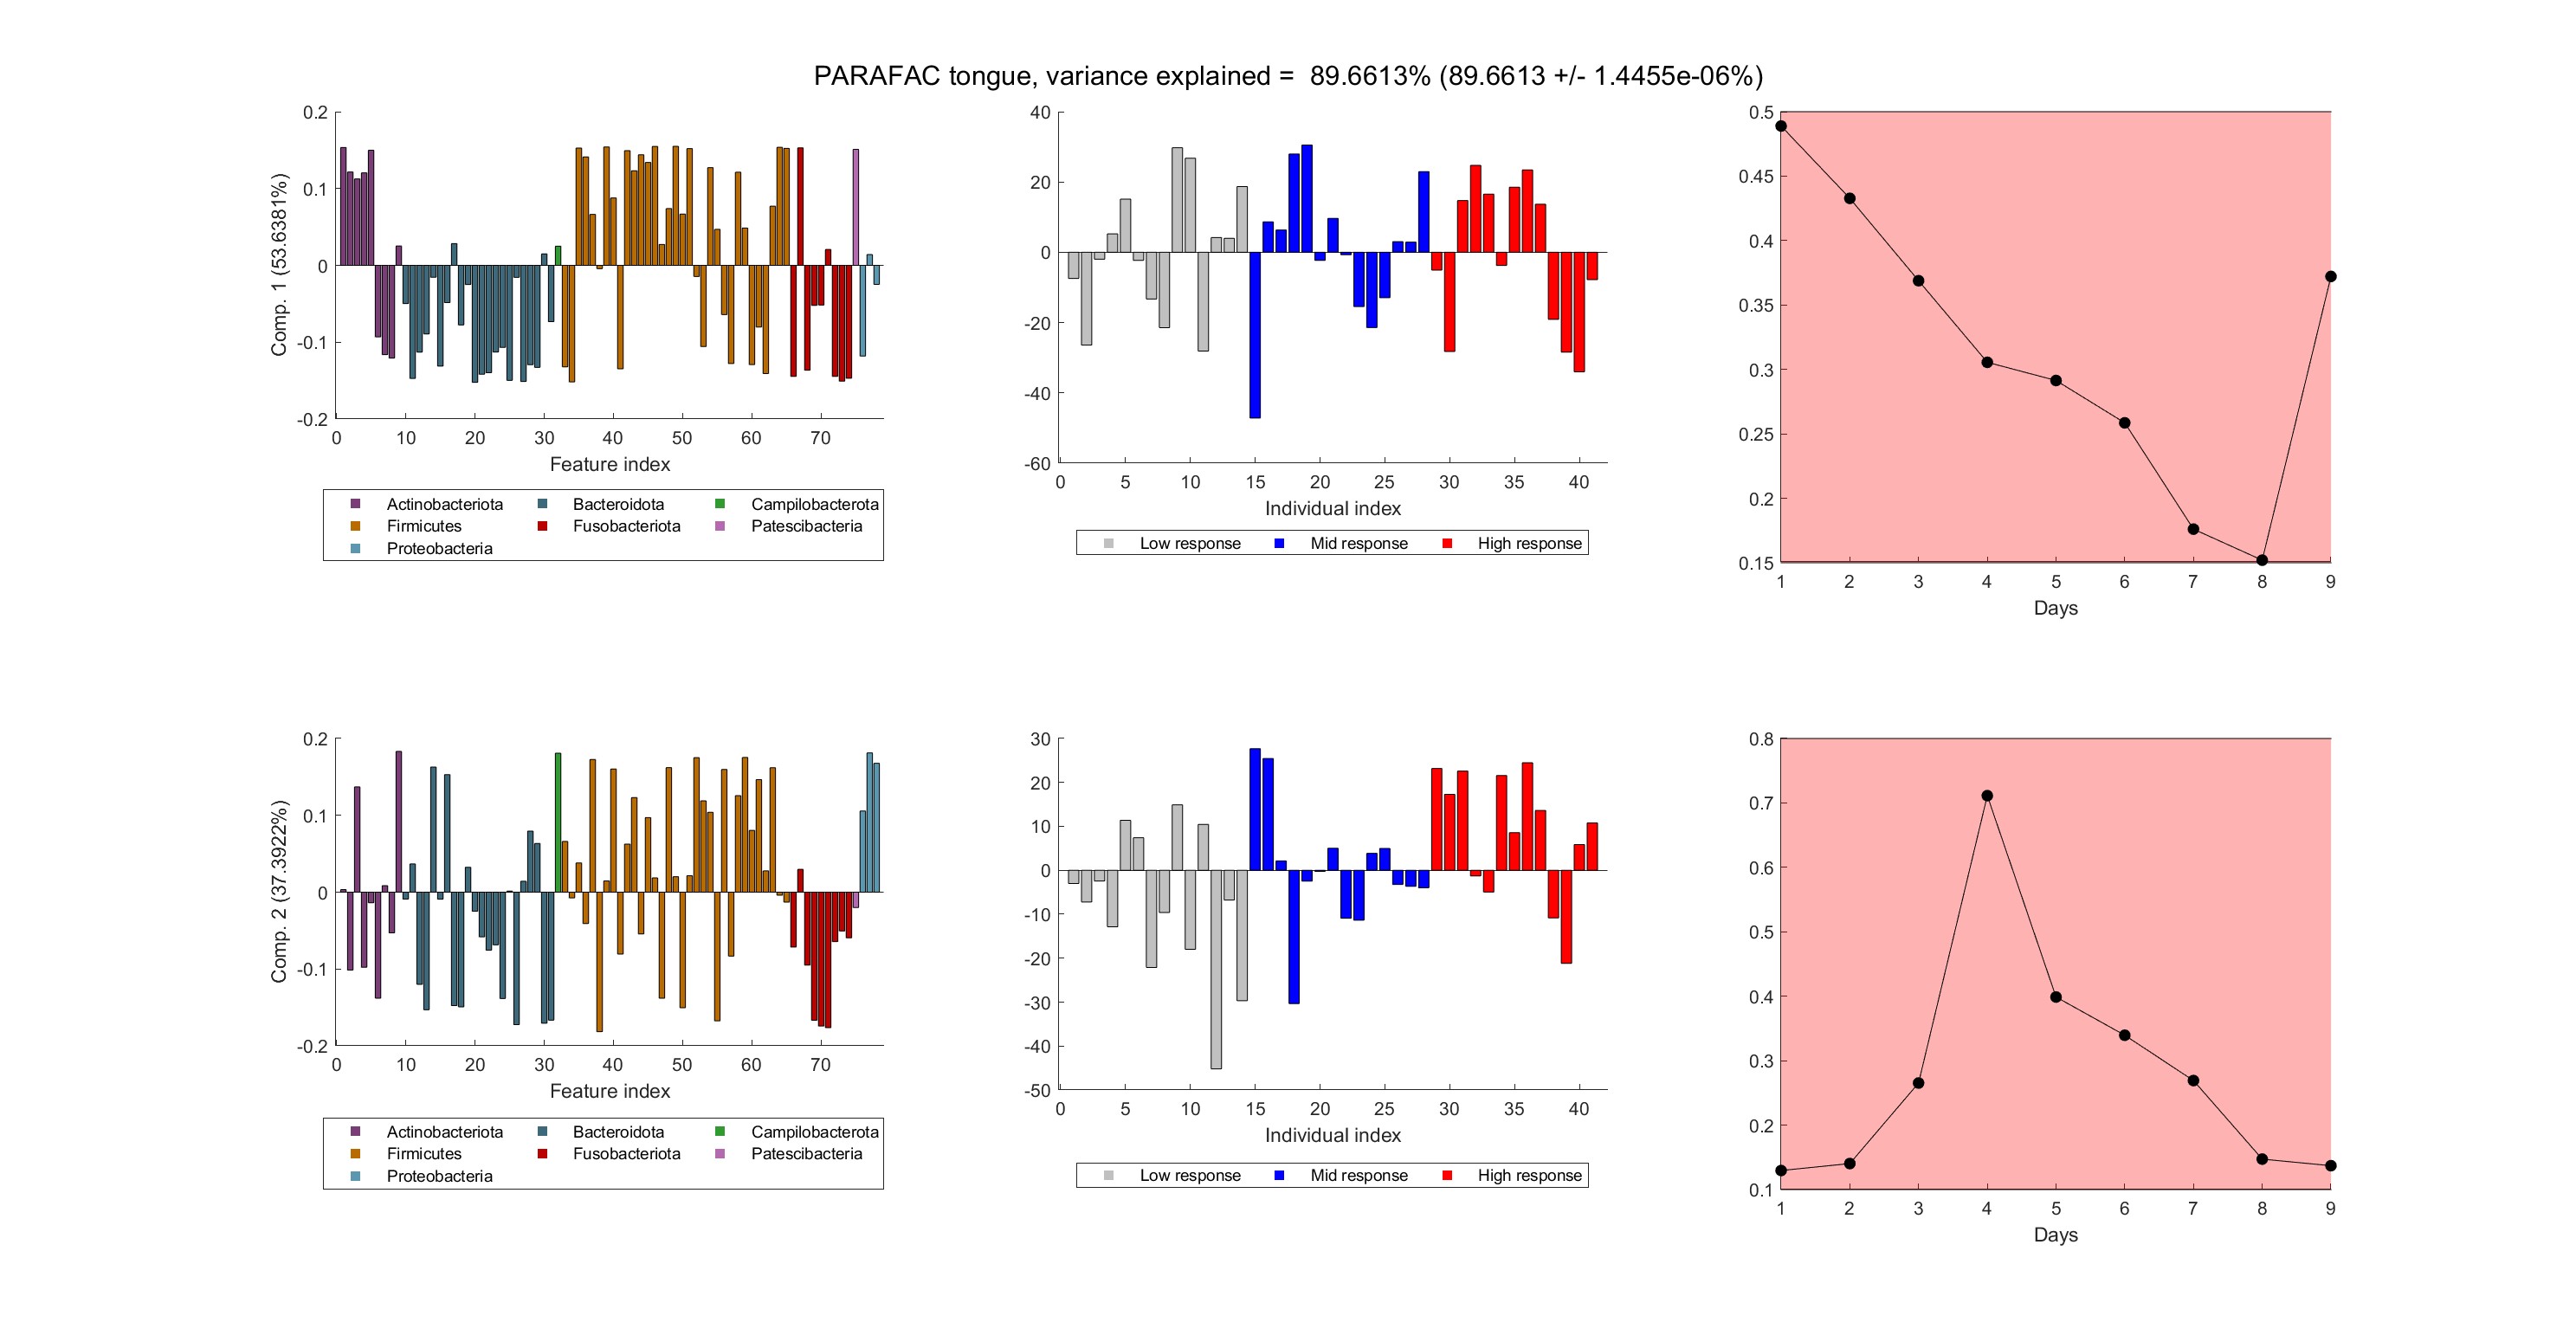 PARAFAC tongue, variance explained =  89.6613% (89.6613 +/- 1.4455e-06%)
Comp. 1 (53.6381%)
0.2
0.1
0
-0.1
-0.2
0 10 20 30 40 50 60 70
Feature index
Actinobacteriota Bacteroidota Campilobacterota
Firmicutes Fusobacteriota Patescibacteria
Proteobacteria
40
20
0
-20
-40
-60
0 5 10 15 20 25 30 35 40
Individual index
Low response Mid response High response
0.5
0.45
0.4
0.35
0.3
0.25
0.2
0.15
1 2 3 4 5 6 7 8 9
Days
Comp. 2 (37.3922%)
0.2
0.1
0
-0.1
-0.2
0 10 20 30 40 50 60 70
Feature index
Actinobacteriota Bacteroidota Campilobacterota
Firmicutes Fusobacteriota Patescibacteria
Proteobacteria
30
20
10
0
-10
-20
-30
-40
-50
0 5 10 15 20 25 30 35 40
Individual index
Low response Mid response High response
0.8
0.7
0.6
0.5
0.4
0.3
0.2
0.1
1 2 3 4 5 6 7 8 9
Days